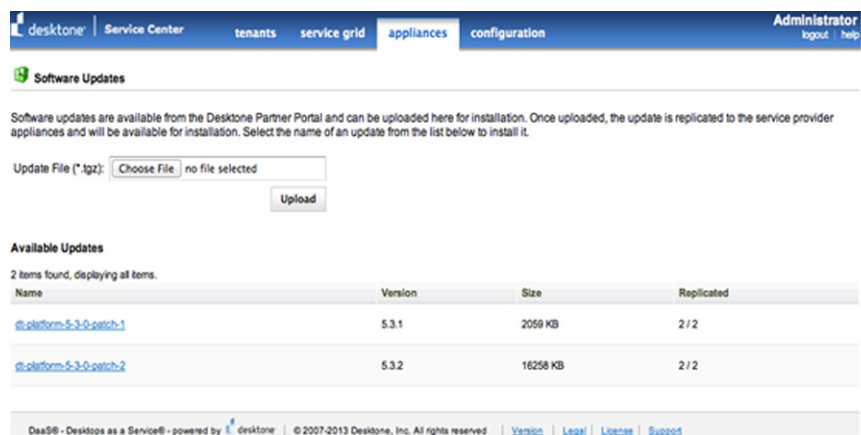 desktone Service Center tenants service grid appliances configuration Administrator
logout | help
Software Updates
Software updates are available from the Desktone Partner Portal and can be uploaded here for installation. Once uploaded, the update is replicated to the service provider
appliances and will be available for installation. Select the name of an update from the list below to install it.
Update File (*.tgz): Choose File no file selected
Upload
Available Updates
2 items found, displaying all items.
Name Version Size Replicated
dt-platform-5-3-0-patch-1 5.3.1 2059 KB 2 / 2
dt-platform-5-3-0-patch-2 5.3.2 16258 KB 2 / 2
DaaS® - Desktops as a Service® - powered by desktone | © 2007-2013 Desktone, Inc. All rights reserved | Version | Legal | License | Support